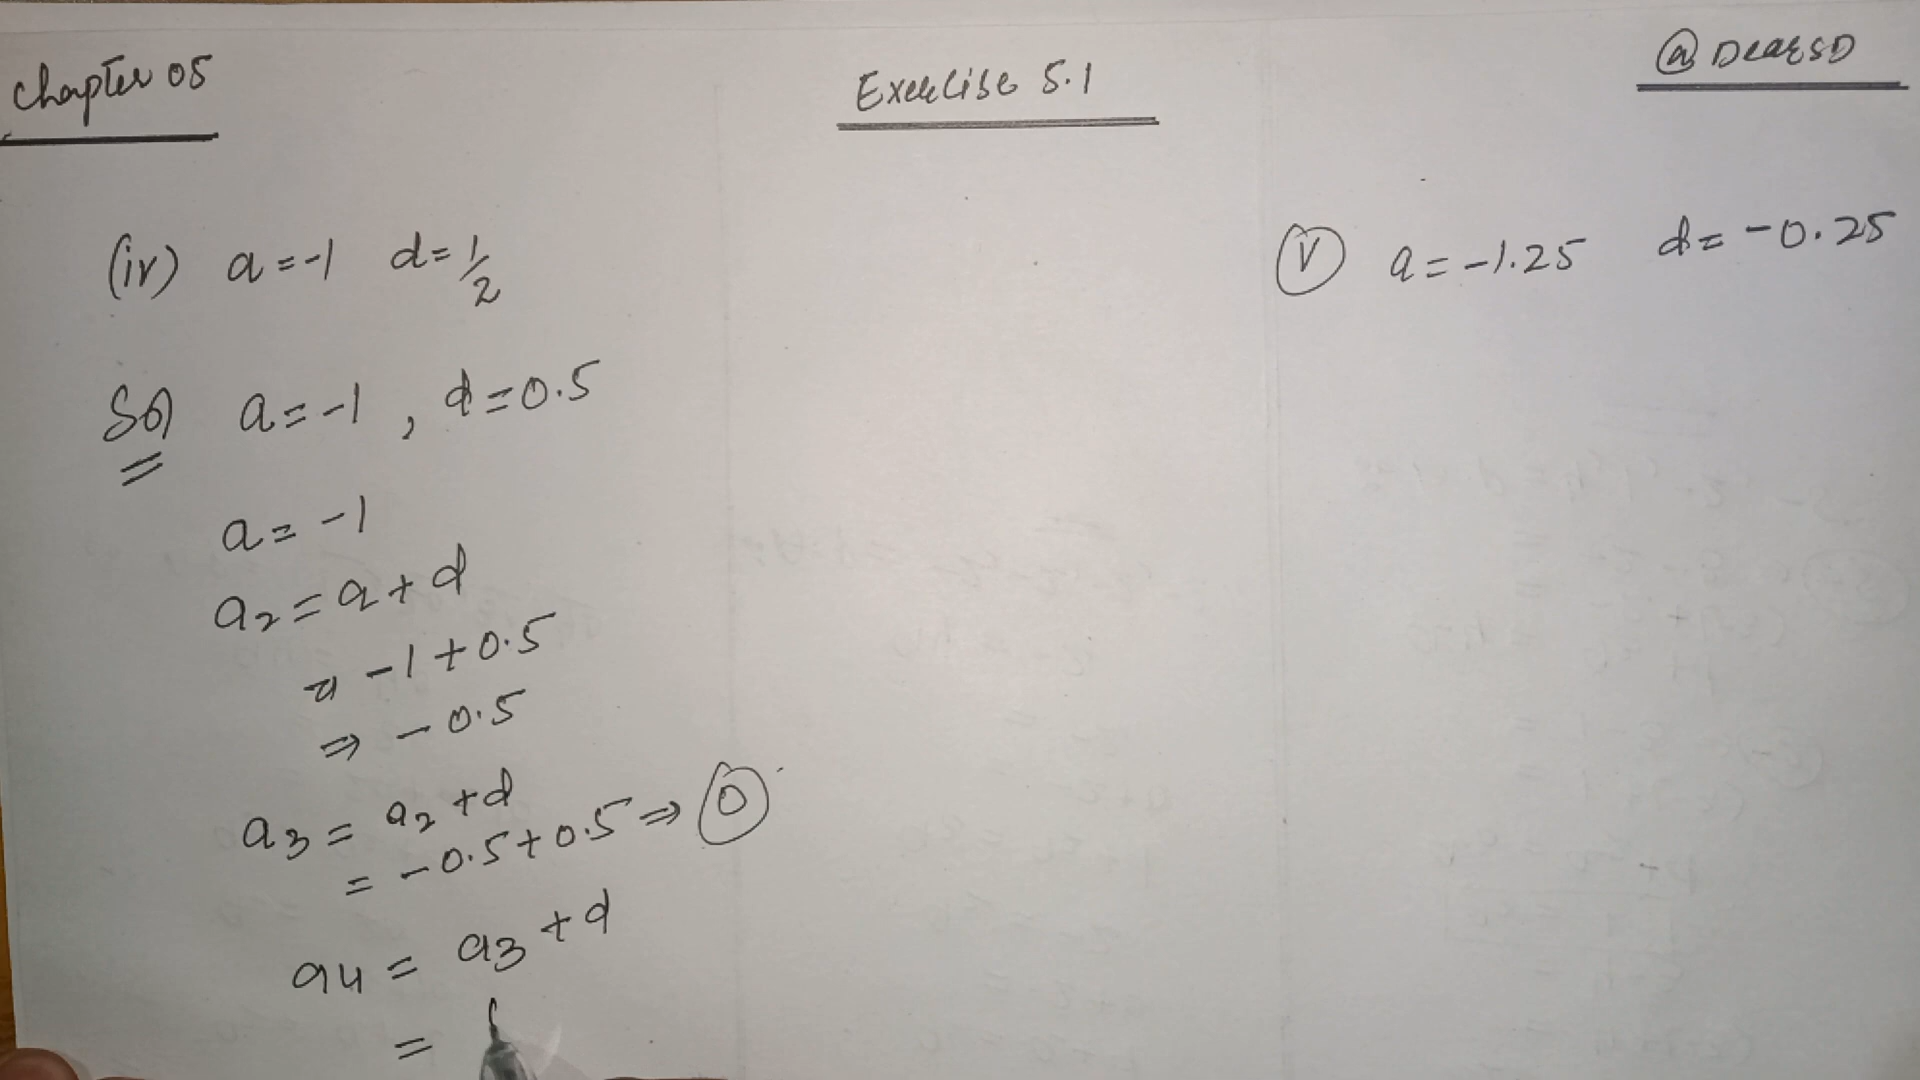 Chapter 05
Exercise 5.1
@DearSD
(iv) a=-1 d=1/2
Sol a=-1, d=0.5
a=-1
a2=a+d
⇒ -1+0.5
⇒ -0.5
a3= a2+d
= -0.5+0.5⇒ 0
a4= a3+d
=
(V) a=-1.25 d=-0.25